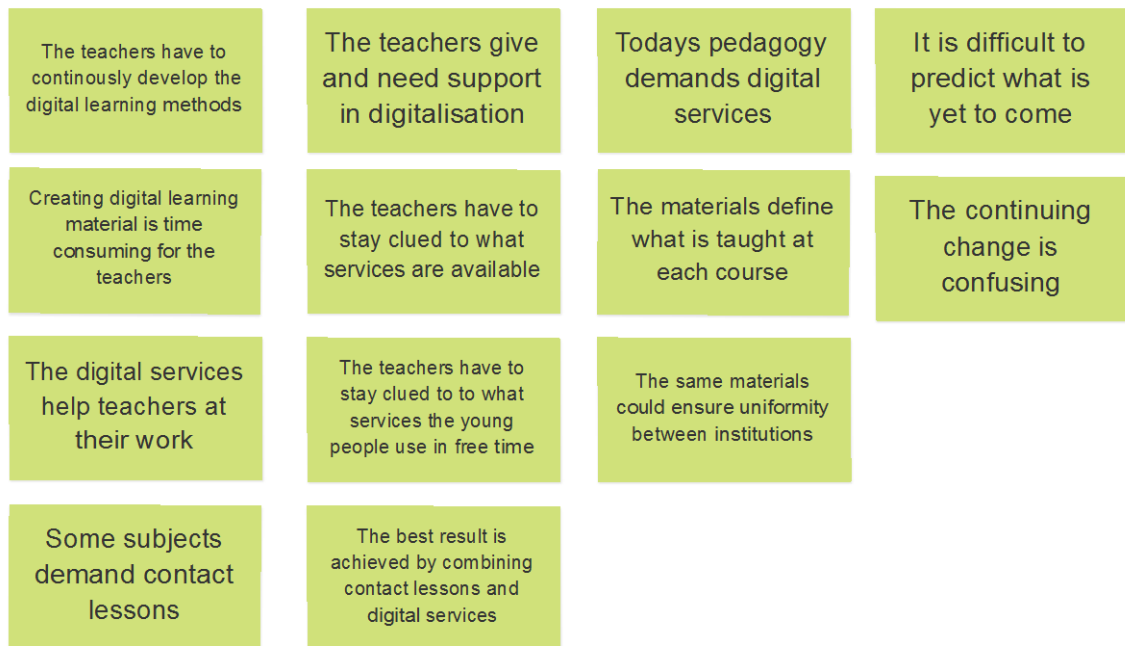 The teachers have to
continously develop the
digital learning methods
The teachers give
and need support
in digitalisation
Todays pedagogy
demands digital
services
It is difficult to
predict what is
yet to come
Creating digital learning
material is time
consuming for the
teachers
The teachers have to
stay clued to what
services are available
The materials define
what is taught at
each course
The continuing
change is
confusing
The digital services
help teachers at
their work
The teachers have to
stay clued to to what
services the young
people use in free time
The same materials
could ensure uniformity
between institutions
Some subjects
demand contact
lessons
The best result is
achieved by combining
contact lessons and
digital services